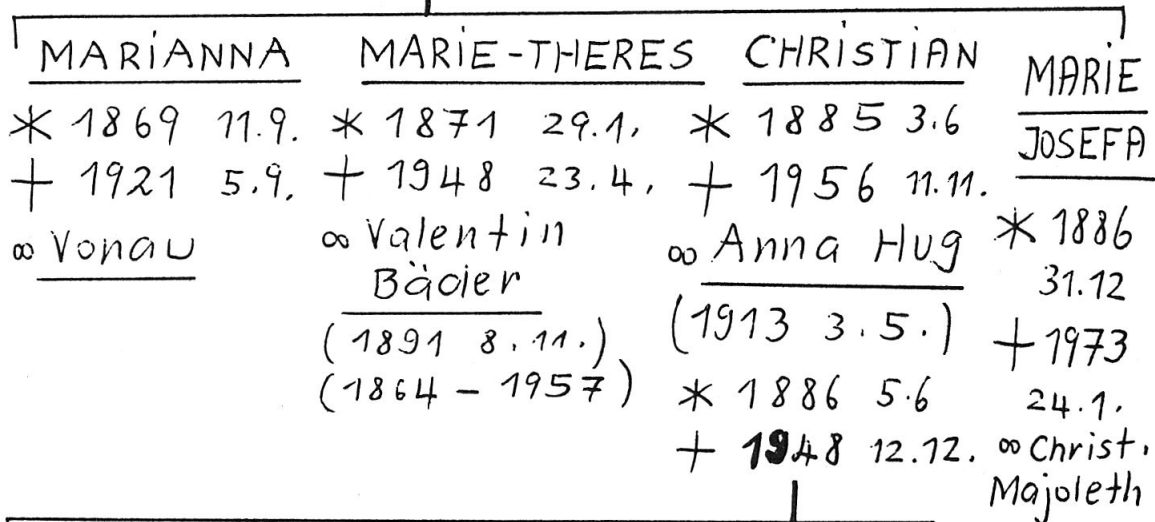 MARIANNA
* 1869 11.9.
+ 1921 5.9.
∞ Vonau
MARIE-THERES
* 1871 29.1.
+ 1948 23.4.
∞ Valentin
Bäder
(1891 8.11.)
(1864 - 1957)
CHRISTIAN
* 1885 3.6
+ 1956 11.11.
∞ Anna Hug
(1913 3.5.)
* 1886 5.6
+ 1948 12.12.
MARIE
JOSEFA
* 1886
31.12
+ 1973
24.1.
∞ Christ.
Majoleth